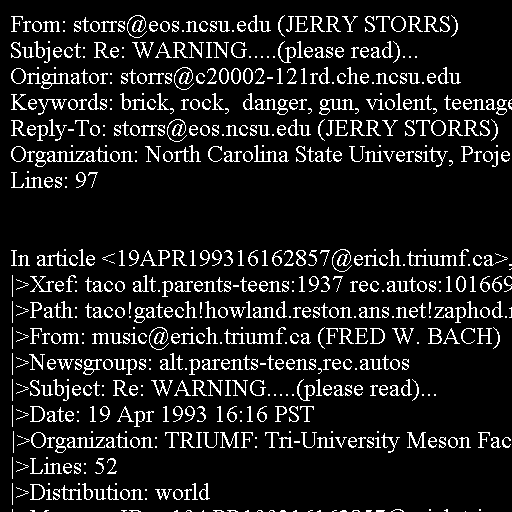 From: storrs@eos.ncsu.edu (JERRY STORRS)
Subject: Re: WARNING.....(please read)...
Originator: storrs@c20002-121rd.che.ncsu.edu
Keywords: brick, rock,  danger, gun, violent, teenage
Reply-To: storrs@eos.ncsu.edu (JERRY STORRS)
Organization: North Carolina State University, Proje
Lines: 97
In article <19APR199316162857@erich.triumf.ca>,
|>Xref: taco alt.parents-teens:1937 rec.autos:101669
|>Path: taco!gatech!howland.reston.ans.net!zaphod.
|>From: music@erich.triumf.ca (FRED W. BACH)
|>Newsgroups: alt.parents-teens,rec.autos
|>Subject: Re: WARNING.....(please read)...
|>Date: 19 Apr 1993 16:16 PST
|>Organization: TRIUMF: Tri-University Meson Fac
|>Lines: 52
|>Distribution: world